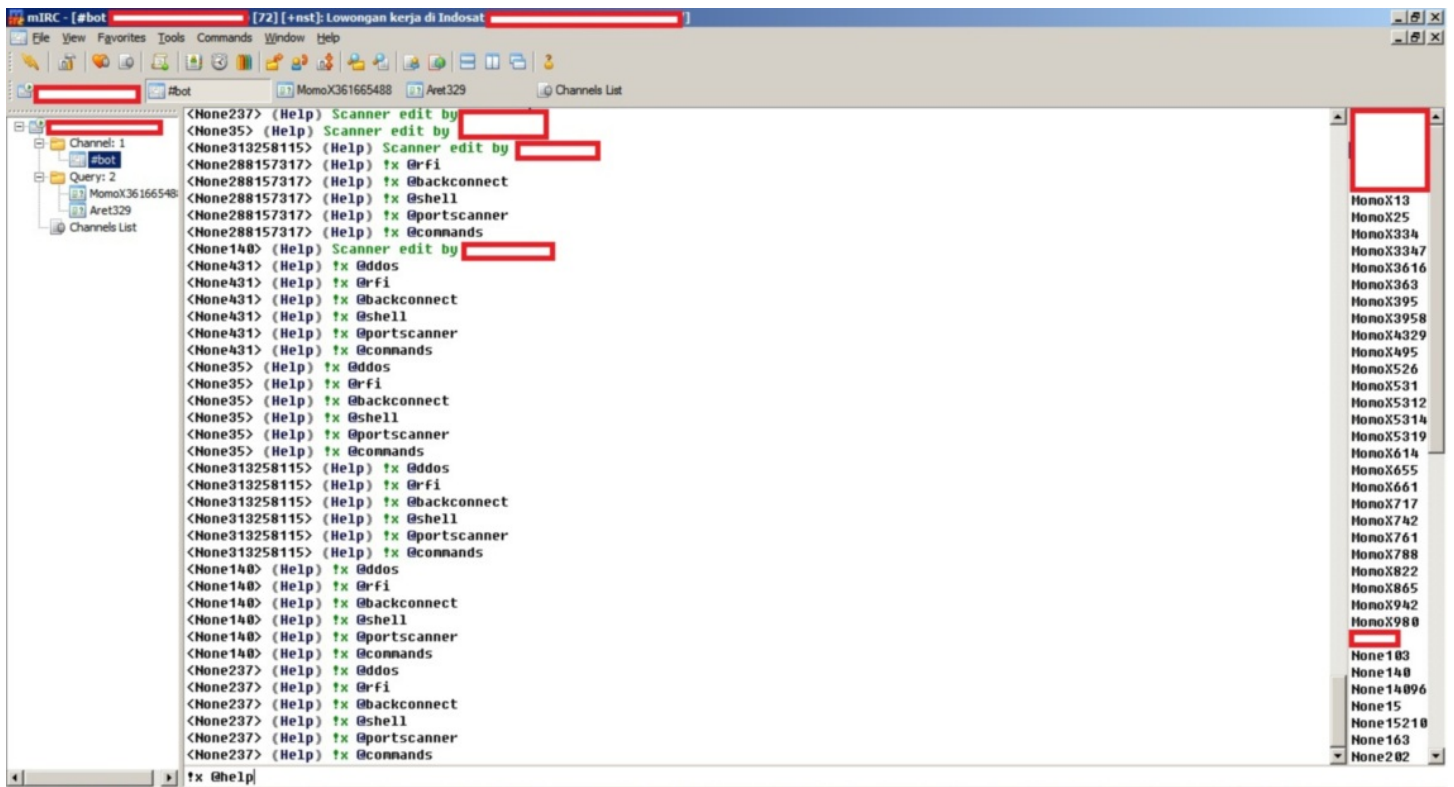 mIRC - [#bot [72] [+nst]: Lowongan kerja di Indosat "]
File View Favorites Tools Commands Window Help
#bot MomoX361665488 Aret329 Channels List
Channel: 1
#bot
Query: 2
MomoX36166548
Aret329
Channels List
<None237> (Help) Scanner edit by
<None35> (Help) Scanner edit by
<None313258115> (Help) Scanner edit by
<None288157317> (Help) !x @rfi
<None288157317> (Help) !x @backconnect
<None288157317> (Help) !x @shell
<None288157317> (Help) !x @portscanner
<None288157317> (Help) !x @commands
<None140> (Help) Scanner edit by
<None431> (Help) !x @ddos
<None431> (Help) !x @rfi
<None431> (Help) !x @backconnect
<None431> (Help) !x @shell
<None431> (Help) !x @portscanner
<None431> (Help) !x @commands
<None35> (Help) !x @ddos
<None35> (Help) !x @rfi
<None35> (Help) !x @backconnect
<None35> (Help) !x @shell
<None35> (Help) !x @portscanner
<None35> (Help) !x @commands
<None313258115> (Help) !x @ddos
<None313258115> (Help) !x @rfi
<None313258115> (Help) !x @backconnect
<None313258115> (Help) !x @shell
<None313258115> (Help) !x @portscanner
<None313258115> (Help) !x @commands
<None140> (Help) !x @ddos
<None140> (Help) !x @rfi
<None140> (Help) !x @backconnect
<None140> (Help) !x @shell
<None140> (Help) !x @portscanner
<None140> (Help) !x @commands
<None237> (Help) !x @ddos
<None237> (Help) !x @rfi
<None237> (Help) !x @backconnect
<None237> (Help) !x @shell
<None237> (Help) !x @portscanner
<None237> (Help) !x @commands
!x @help
MomoX13
MomoX25
MomoX334
MomoX3347
MomoX3616
MomoX363
MomoX395
MomoX3958
MomoX4329
MomoX495
MomoX526
MomoX531
MomoX5312
MomoX5314
MomoX5319
MomoX614
MomoX655
MomoX661
MomoX717
MomoX742
MomoX761
MomoX788
MomoX822
MomoX865
MomoX942
MomoX980
None103
None140
None14096
None15
None15210
None163
None202